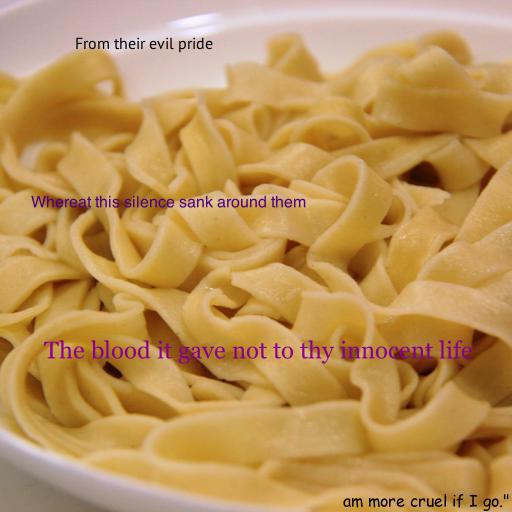 From their evil pride
Whereat this silence sank around them
The blood it gave not to thy innocent life
am more cruel if I go."